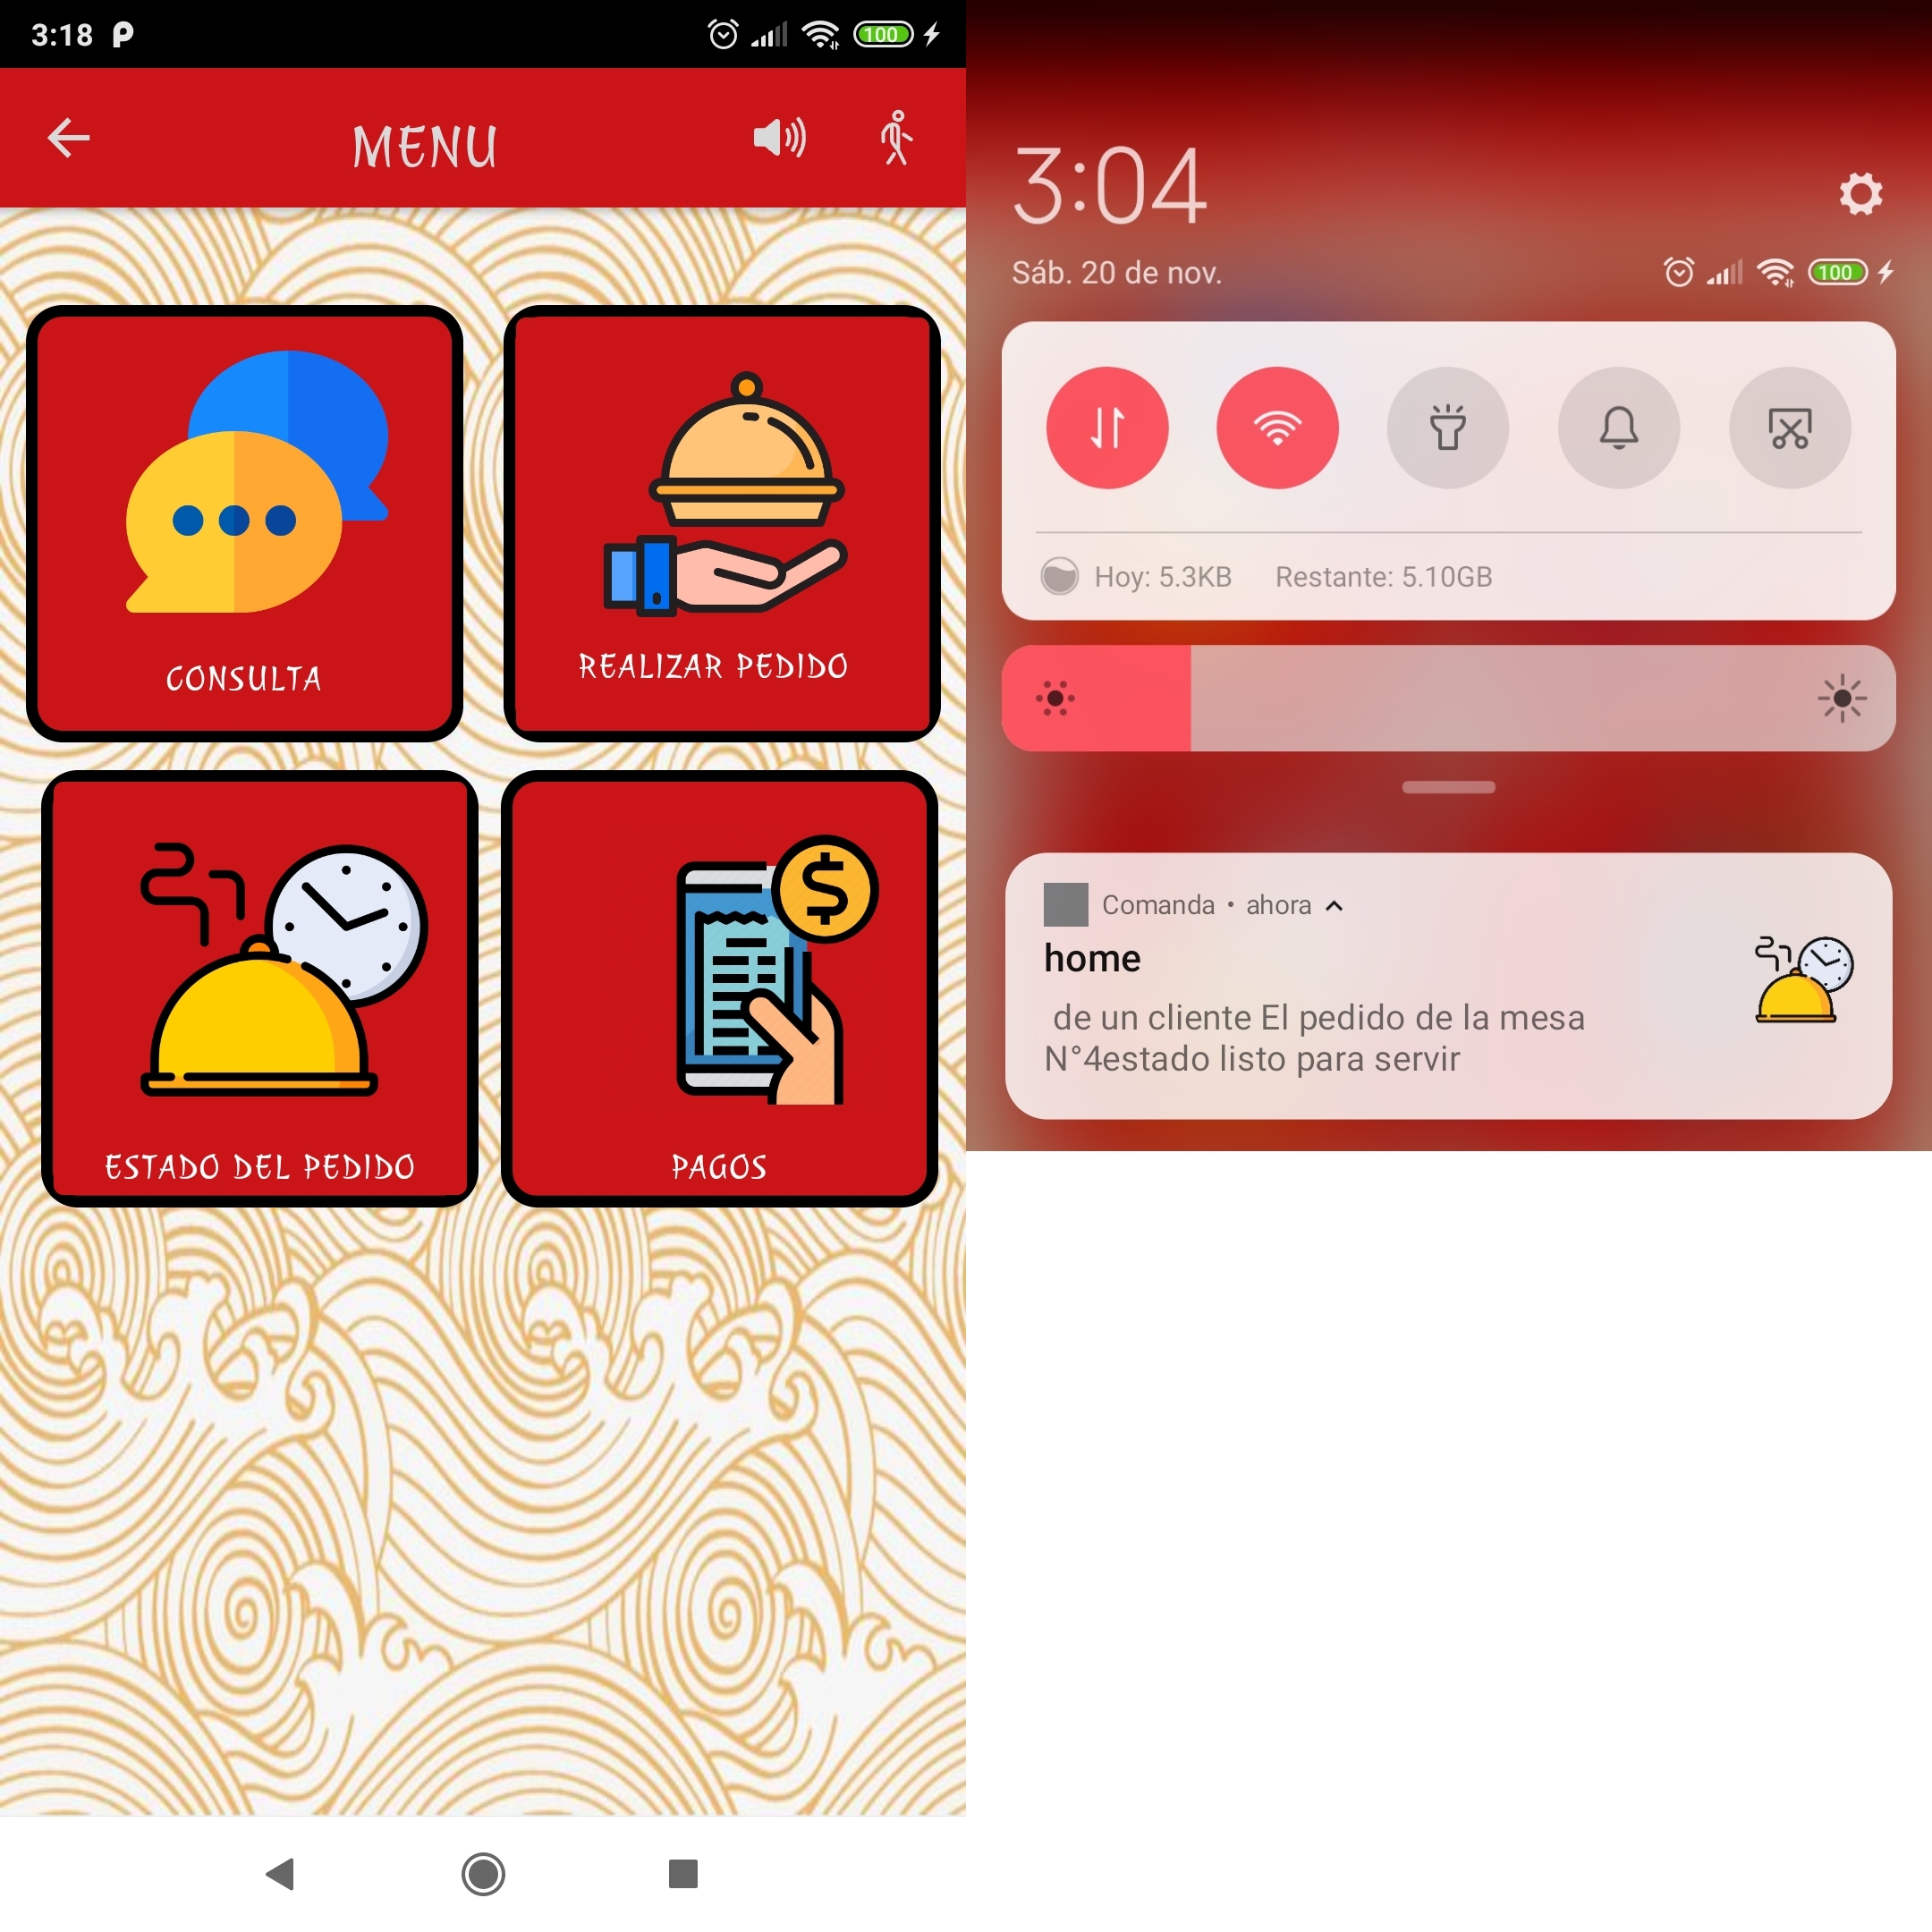 3:18
100
MENU
CONSULTA
REALIZAR PEDIDO
ESTADO DEL PEDIDO
PAGOS
3:04
Sáb. 20 de nov.
100
Hoy: 5.3KB Restante: 5.10GB
Comanda • ahora
home
de un cliente El pedido de la mesa
N°4estado listo para servir